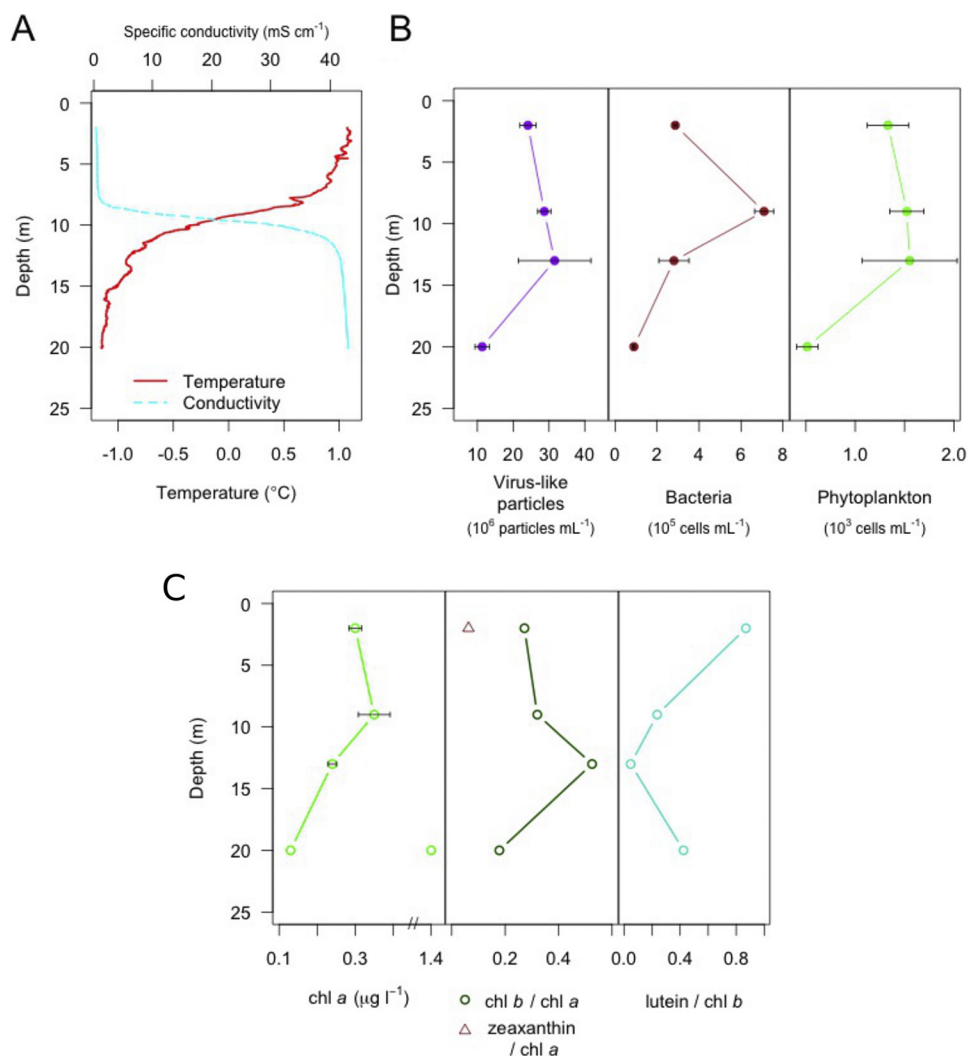 A
B
Specific conductivity (mS cm⁻¹)
0 10 20 30 40
0
5
10
15
20
25
Depth (m)
Temperature
Conductivity
-1.0 -0.5 0.0 0.5 1.0
Temperature (°C)
0
5
10
15
20
25
Depth (m)
10 20 30 40
0 2 4 6 8
1.0 2.0
Virus-like
particles
(10⁶ particles mL⁻¹)
Bacteria
(10⁵ cells mL⁻¹)
Phytoplankton
(10³ cells mL⁻¹)
C
0
5
10
15
20
25
Depth (m)
0.1 0.3 // 1.4
0.2 0.4
0.0 0.4 0.8
chl a (μg l⁻¹)
chl b / chl a
zeaxanthin
/ chl a
lutein / chl b